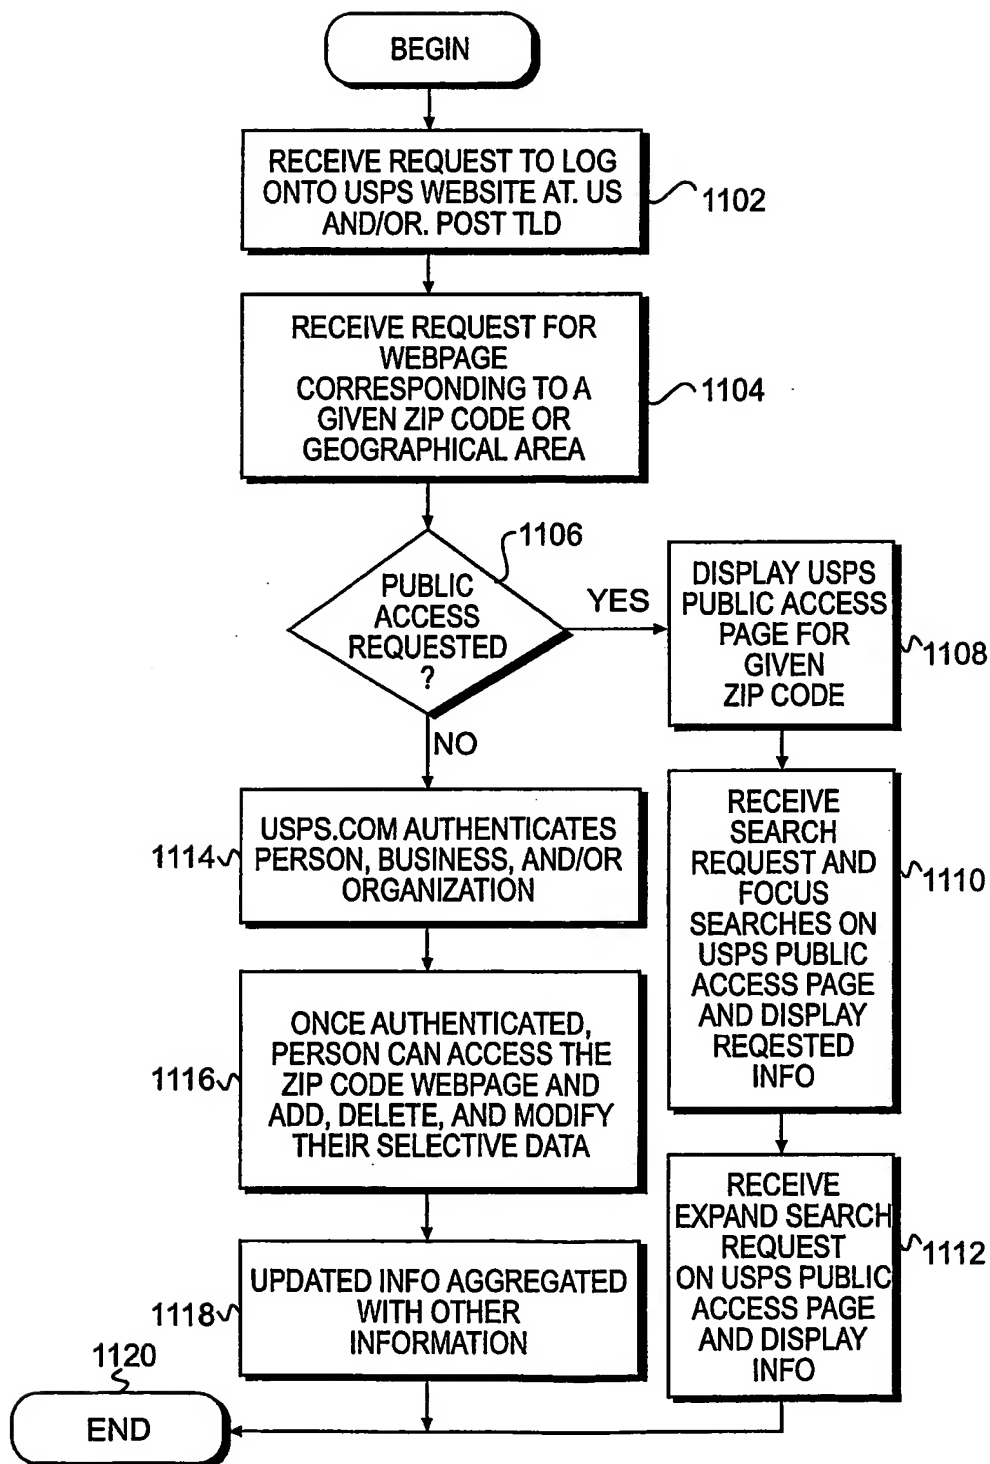 BEGIN
RECEIVE REQUEST TO LOG
ONTO USPS WEBSITE AT. US
AND/OR. POST TLD
1102
RECEIVE REQUEST FOR
WEBPAGE
CORRESPONDING TO A
GIVEN ZIP CODE OR
GEOGRAPHICAL AREA
1104
1106
PUBLIC
ACCESS
REQUESTED
?
YES
NO
DISPLAY USPS
PUBLIC ACCESS
PAGE FOR
GIVEN
ZIP CODE
1108
RECEIVE
SEARCH
REQUEST AND
FOCUS
SEARCHES ON
USPS PUBLIC
ACCESS PAGE
AND DISPLAY
REQESTED
INFO
1110
RECEIVE
EXPAND SEARCH
REQUEST
ON USPS PUBLIC
ACCESS PAGE
AND DISPLAY
INFO
1112
1114
USPS.COM AUTHENTICATES
PERSON, BUSINESS, AND/OR
ORGANIZATION
1116
ONCE AUTHENTICATED,
PERSON CAN ACCESS THE
ZIP CODE WEBPAGE AND
ADD, DELETE, AND MODIFY
THEIR SELECTIVE DATA
1118
UPDATED INFO AGGREGATED
WITH OTHER
INFORMATION
1120
END